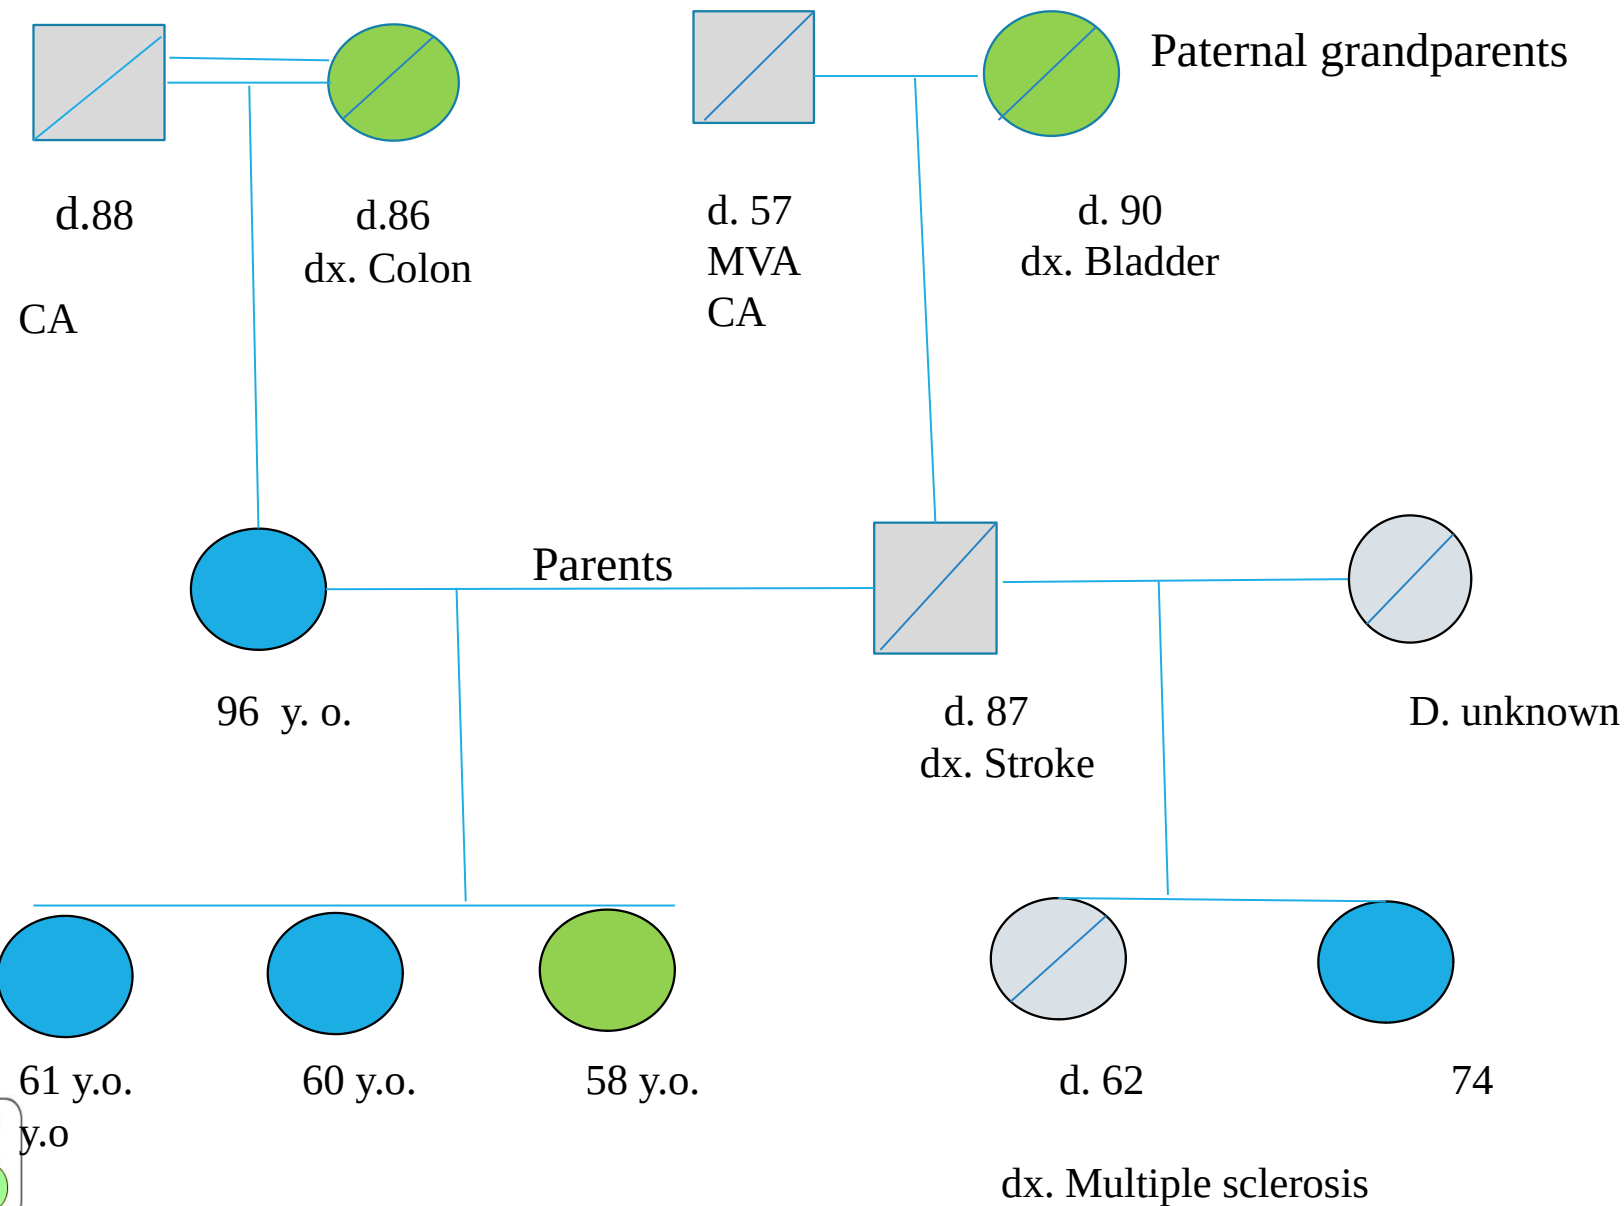 Paternal grandparents
d.88 d.86 d. 57 d. 90
dx. Colon MVA dx. Bladder
CA CA
Parents
96 y. o. d. 87 D. unknown
dx. Stroke
61 y.o. 60 y.o. 58 y.o. d. 62 74
y.o
dx. Multiple sclerosis